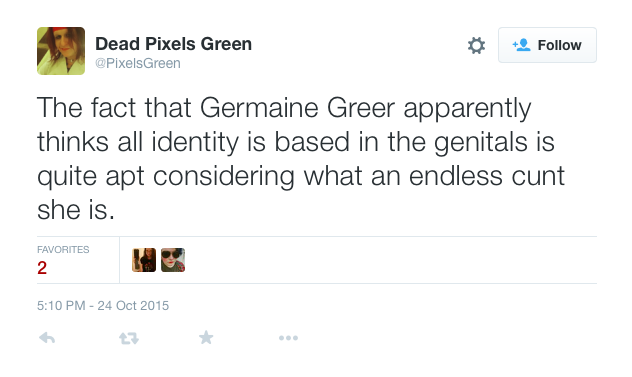 Dead Pixels Green
@PixelsGreen
Follow
The fact that Germaine Greer apparently
thinks all identity is based in the genitals is
quite apt considering what an endless cunt
she is.
FAVORITES
2
5:10 PM - 24 Oct 2015